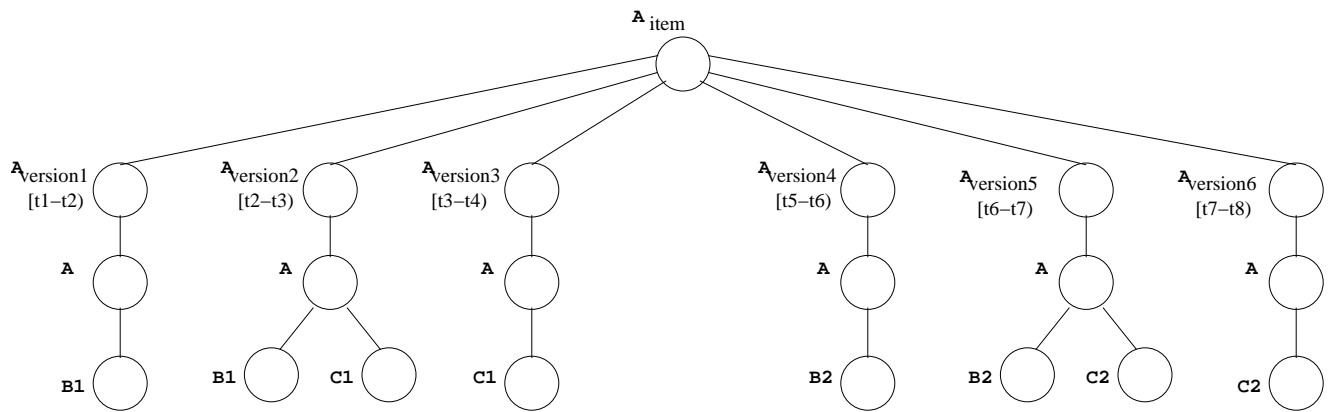 A item
A version1
[t1–t2)
A version2
[t2–t3)
A version3
[t3–t4)
A version4
[t5–t6)
A version5
[t6–t7)
A version6
[t7–t8)
A
A
A
A
A
A
B1
B1
C1
C1
B2
B2
C2
C2